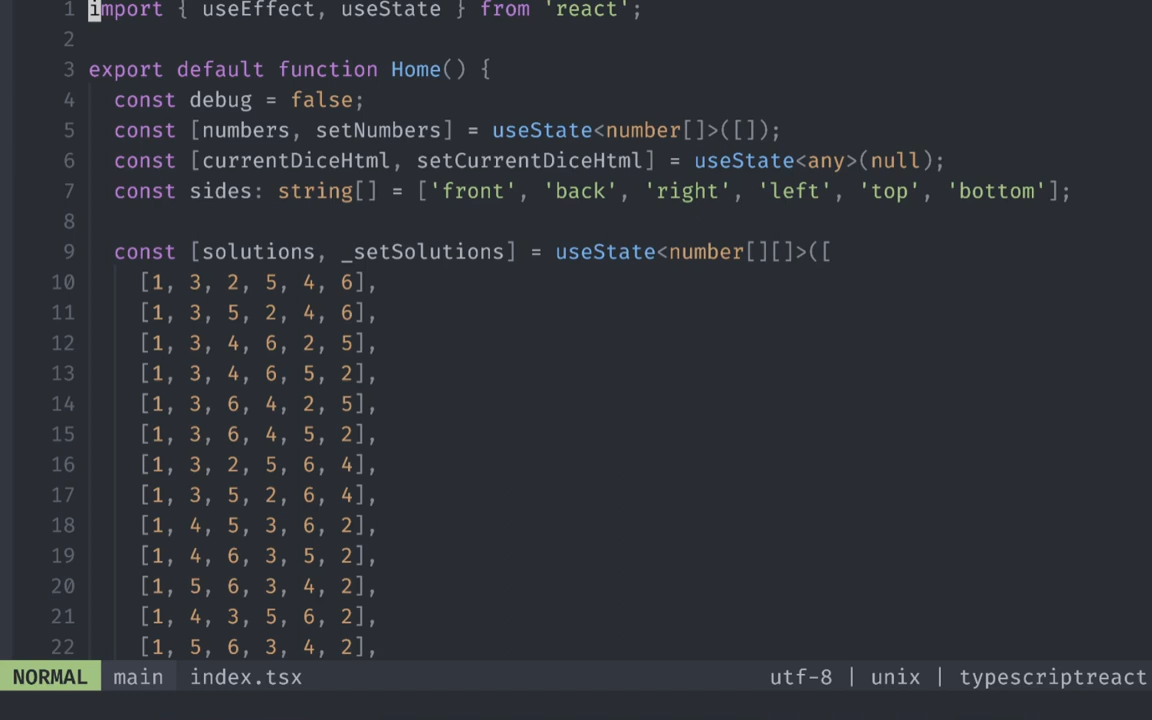 1 import { useEffect, useState } from 'react';
2
3 export default function Home() {
4 const debug = false;
5 const [numbers, setNumbers] = useState<number[]>([]);
6 const [currentDiceHtml, setCurrentDiceHtml] = useState<any>(null);
7 const sides: string[] = ['front', 'back', 'right', 'left', 'top', 'bottom'];
8
9 const [solutions, _setSolutions] = useState<number[][]>([
10 [1, 3, 2, 5, 4, 6],
11 [1, 3, 5, 2, 4, 6],
12 [1, 3, 4, 6, 2, 5],
13 [1, 3, 4, 6, 5, 2],
14 [1, 3, 6, 4, 2, 5],
15 [1, 3, 6, 4, 5, 2],
16 [1, 3, 2, 5, 6, 4],
17 [1, 3, 5, 2, 6, 4],
18 [1, 4, 5, 3, 6, 2],
19 [1, 4, 6, 3, 5, 2],
20 [1, 5, 6, 3, 4, 2],
21 [1, 4, 3, 5, 6, 2],
22 [1, 5, 6, 3, 4, 2],
NORMAL main index.tsx utf-8 | unix | typescriptreact